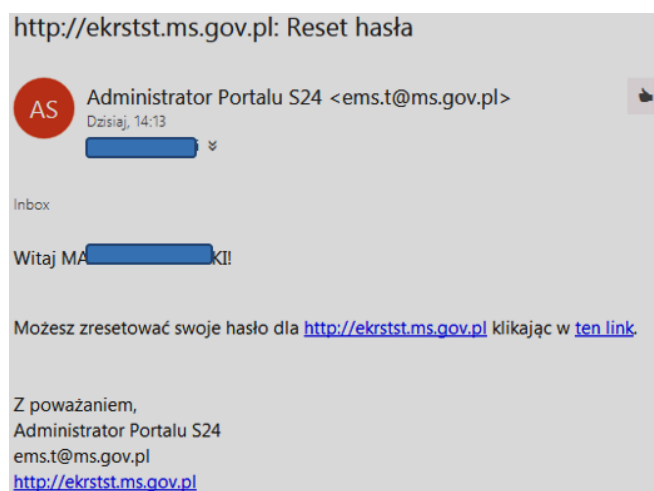 http://ekrstst.ms.gov.pl: Reset hasła
AS
Administrator Portalu S24 <ems.t@ms.gov.pl>
Dzisiaj, 14:13
Inbox
Witaj MA KI!
Możesz zresetować swoje hasło dla http://ekrstst.ms.gov.pl klikając w ten link.
Z poważaniem,
Administrator Portalu S24
ems.t@ms.gov.pl
http://ekrstst.ms.gov.pl